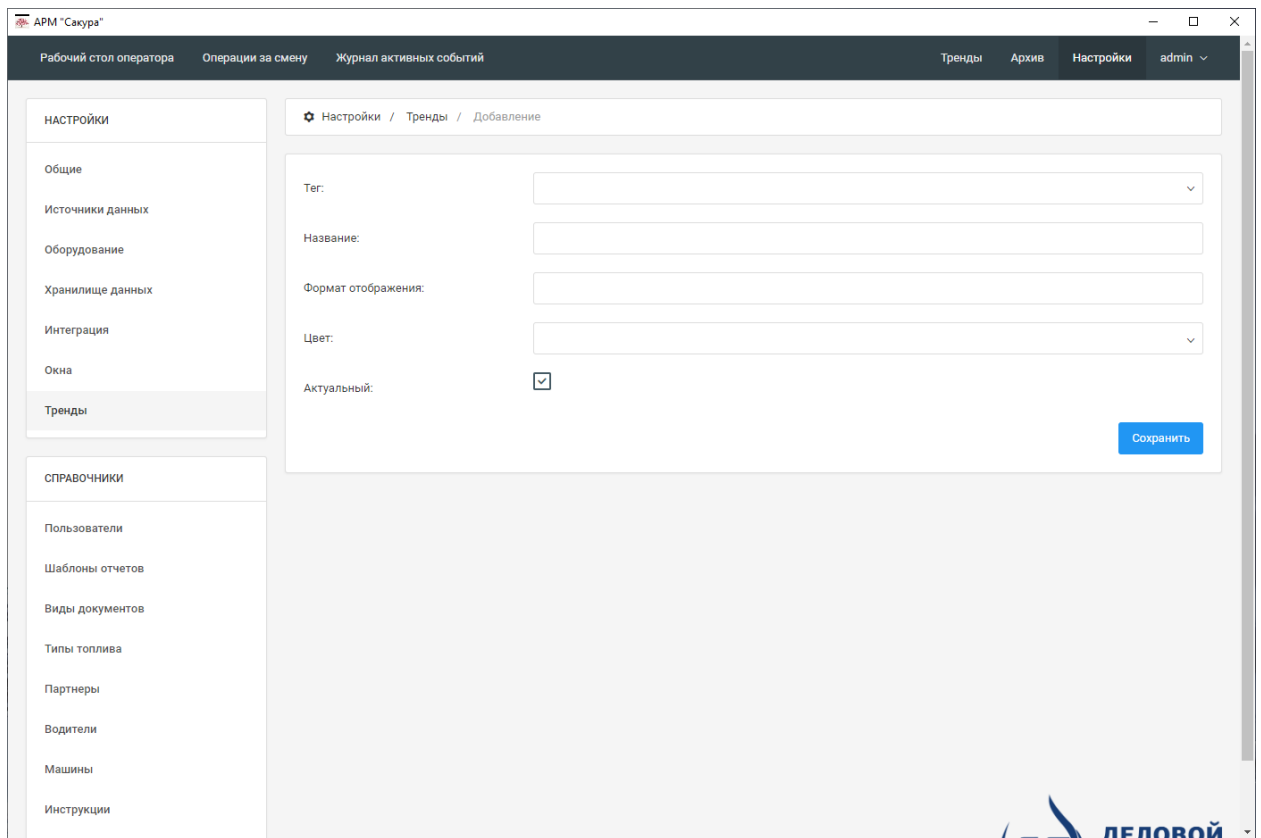 АРМ "Сакура"
Рабочий стол оператора Операции за смену Журнал активных событий Тренды Архив Настройки admin
НАСТРОЙКИ
Общие
Источники данных
Оборудование
Хранилище данных
Интеграция
Окна
Тренды
СПРАВОЧНИКИ
Пользователи
Шаблоны отчетов
Виды документов
Типы топлива
Партнеры
Водители
Машины
Инструкции
Настройки / Тренды / Добавление
Тег:
Название:
Формат отображения:
Цвет:
Актуальный:
Сохранить
ДЕЛОВОЙ